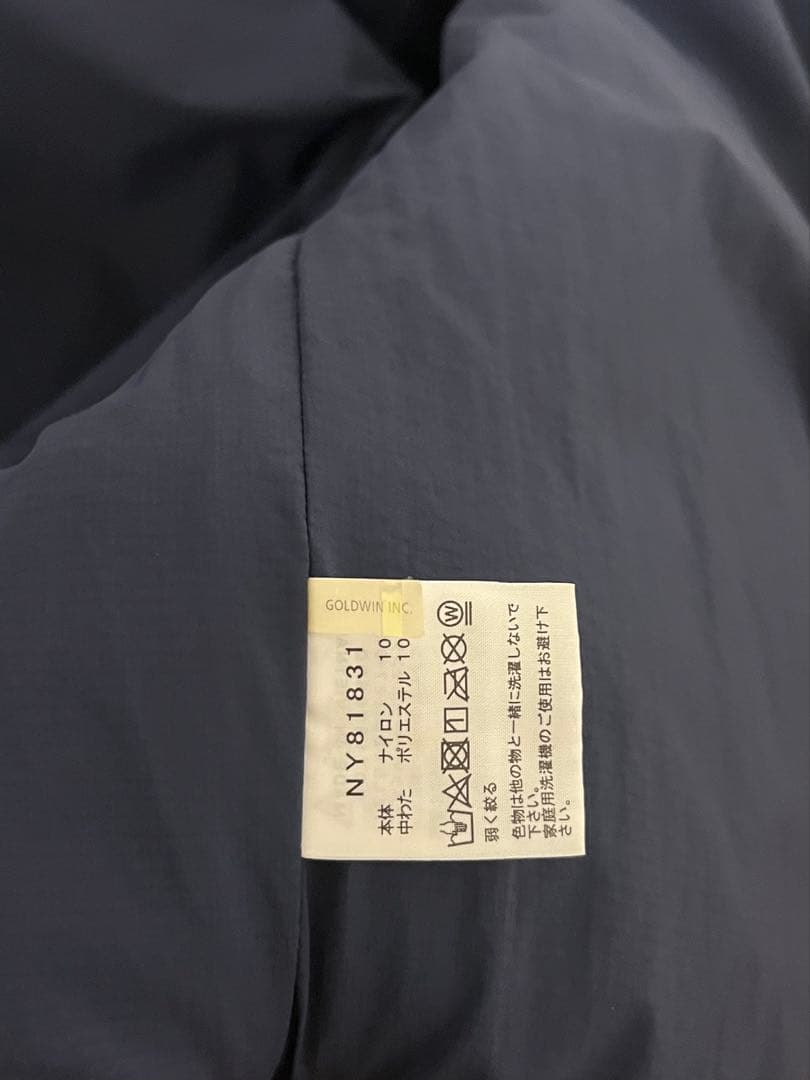 GOLDWIN INC.
NY81831
本体 ナイロン 10
中わた ポリエステル 10
W
弱く絞る
色物は他の物と一緒に洗濯しないで
下さい。
家庭用洗濯機のご使用はお避け下
さい。